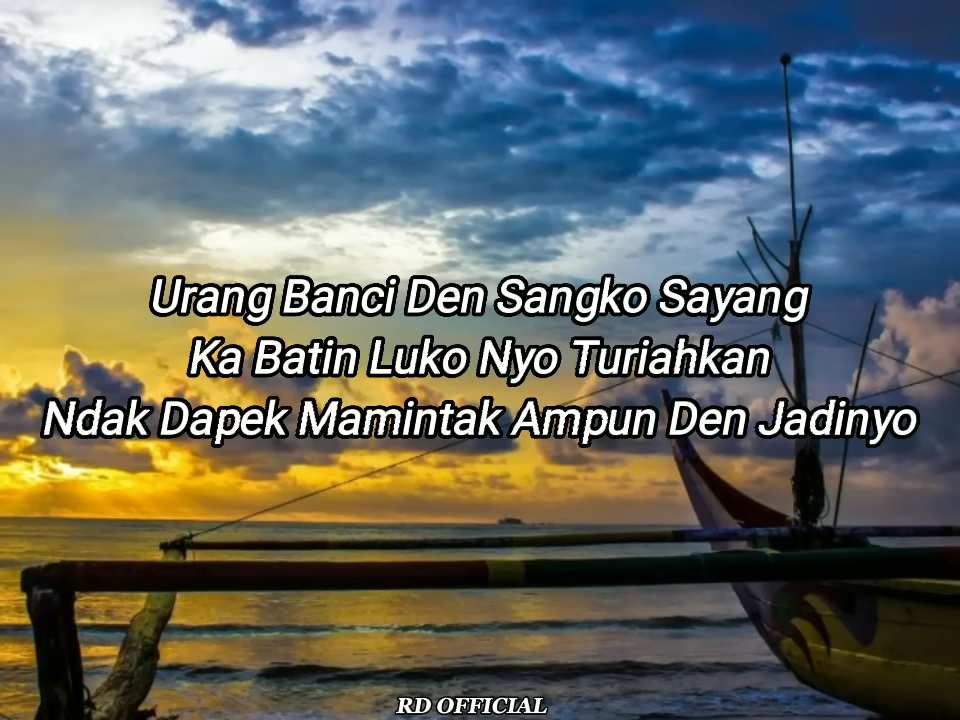 Urang Banci Den Sangko Sayang
Ka Batin Luko Nyo Turiahkan
Ndak Dapek Mamintak Ampun Den Jadinyo
RD OFFICIAL